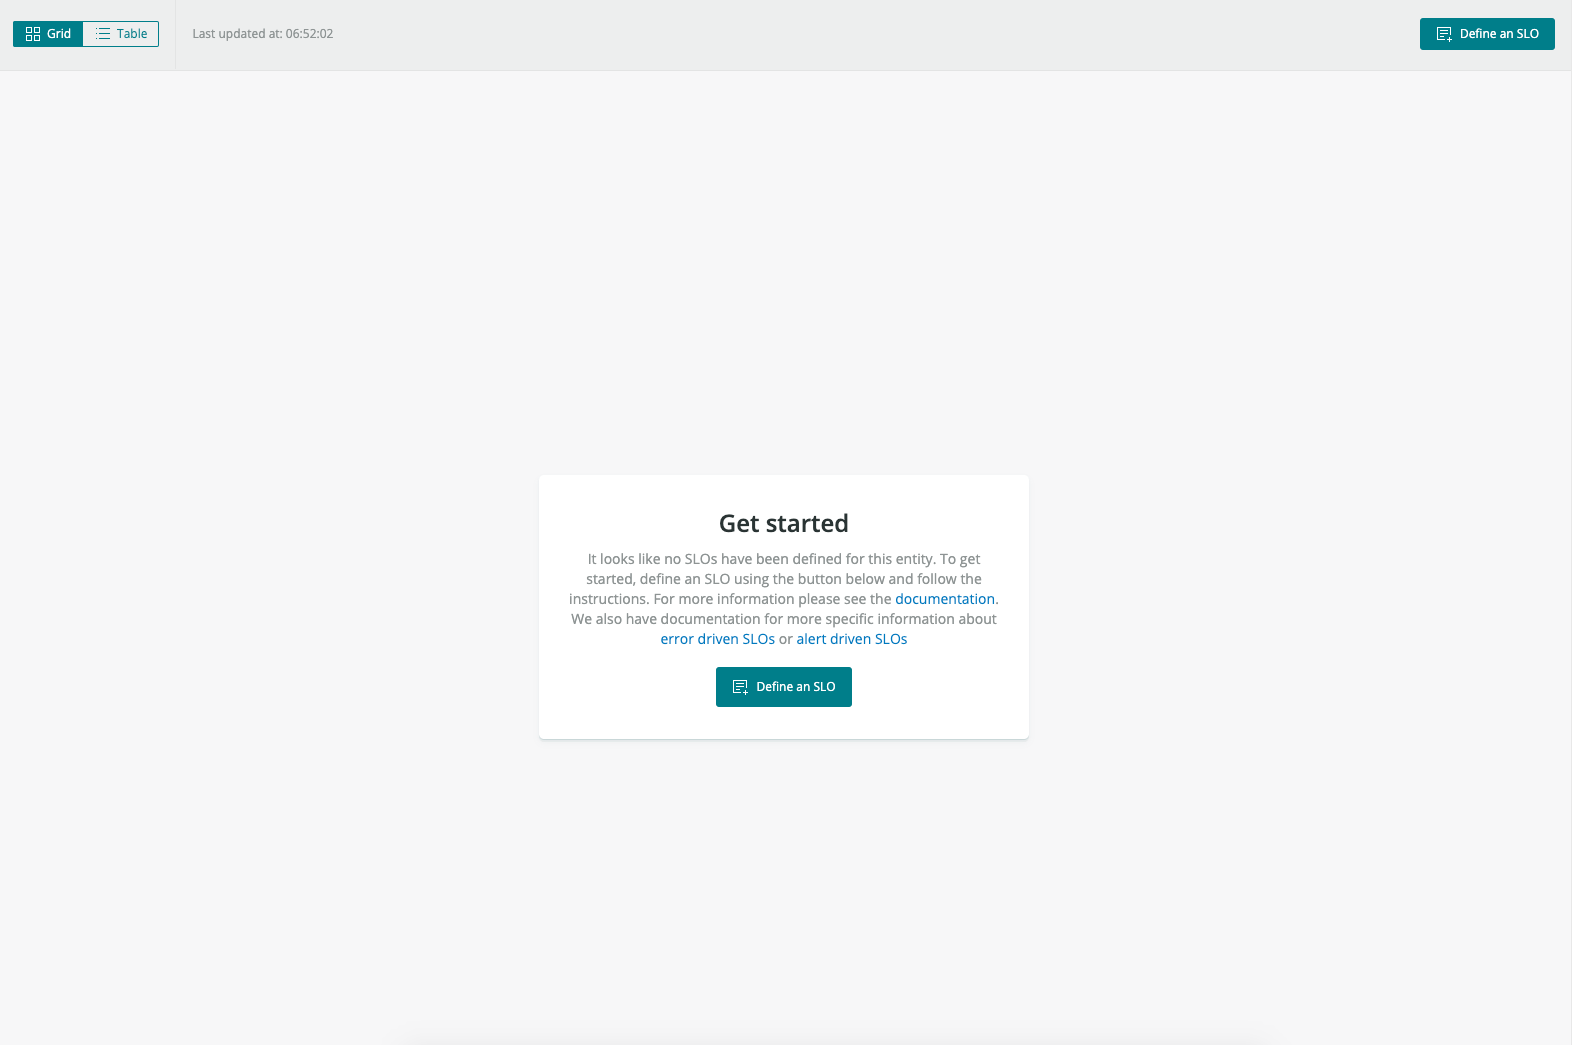 Grid
Table
Last updated at: 06:52:02
Define an SLO
Get started
It looks like no SLOs have been defined for this entity. To get
started, define an SLO using the button below and follow the
instructions. For more information please see the documentation.
We also have documentation for more specific information about
error driven SLOs or alert driven SLOs
Define an SLO